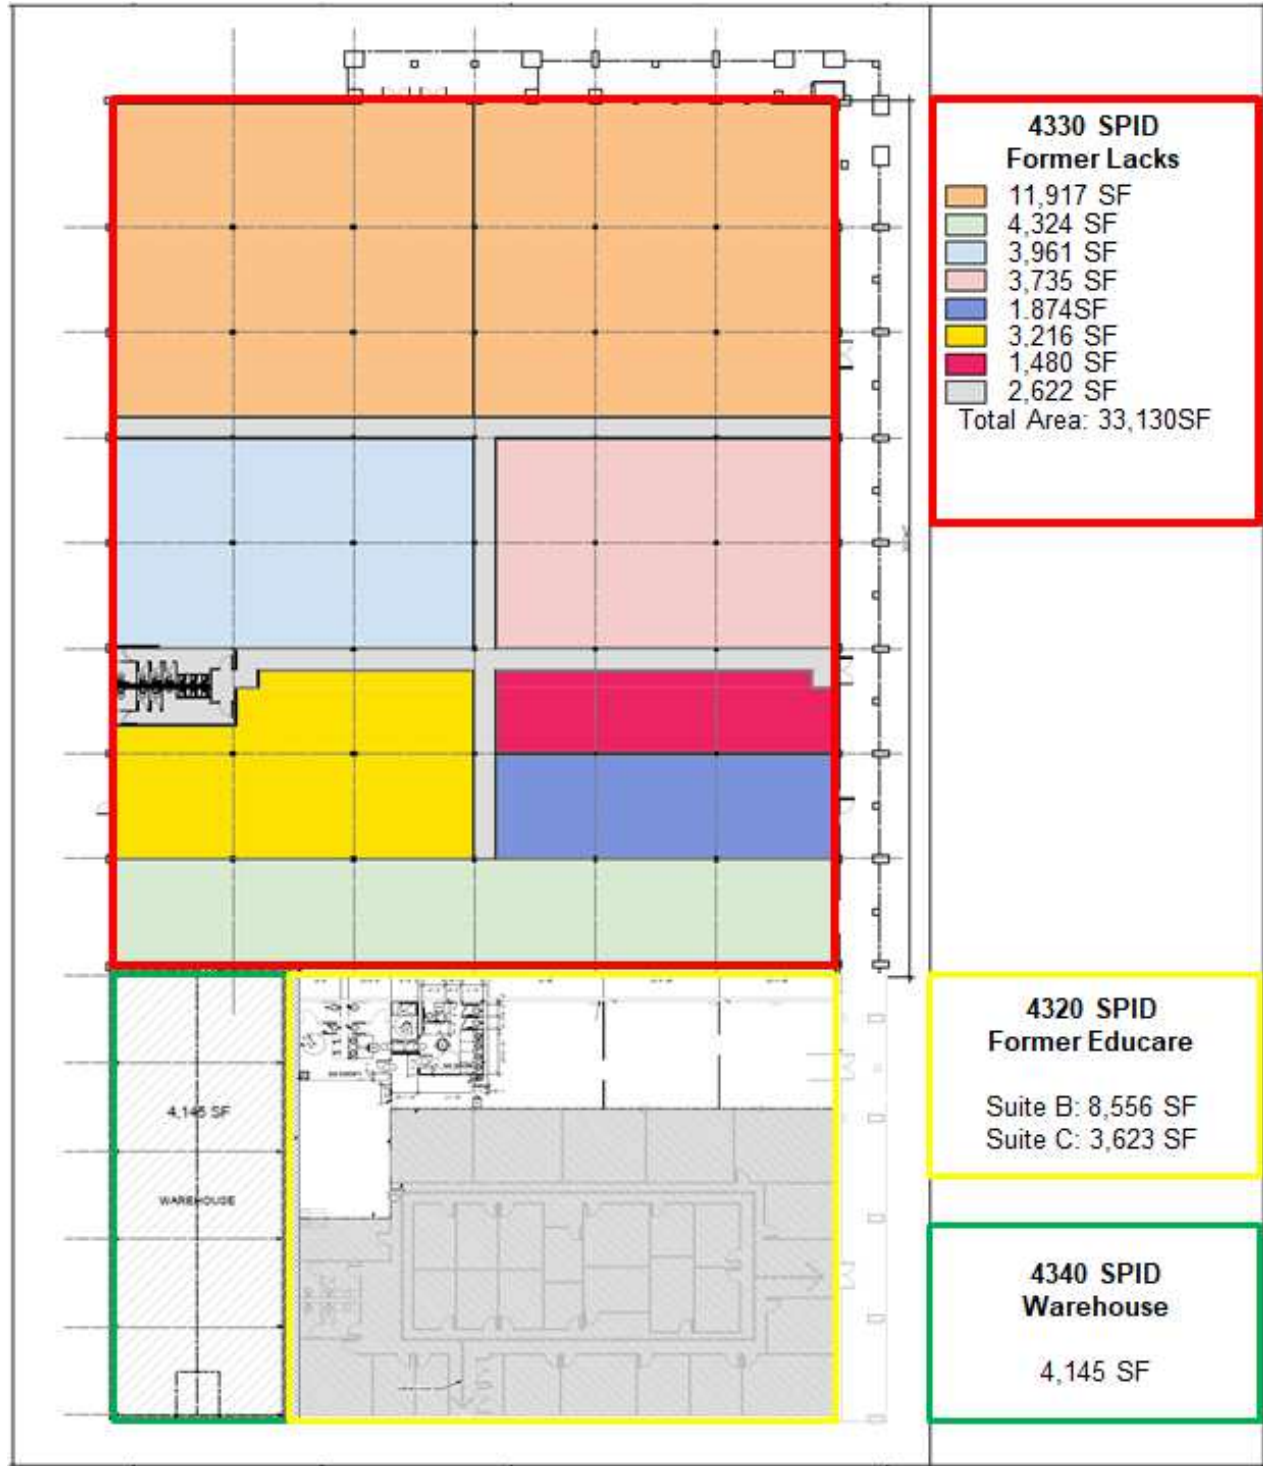 4330 SPID
Former Lacks
11,917 SF
4,324 SF
3,961 SF
3,735 SF
1.874SF
3,216 SF
1,480 SF
2,622 SF
Total Area: 33,130SF
4,145 SF
WAREHOUSE
4320 SPID
Former Educare
Suite B: 8,556 SF
Suite C: 3,623 SF
4340 SPID
Warehouse
4,145 SF